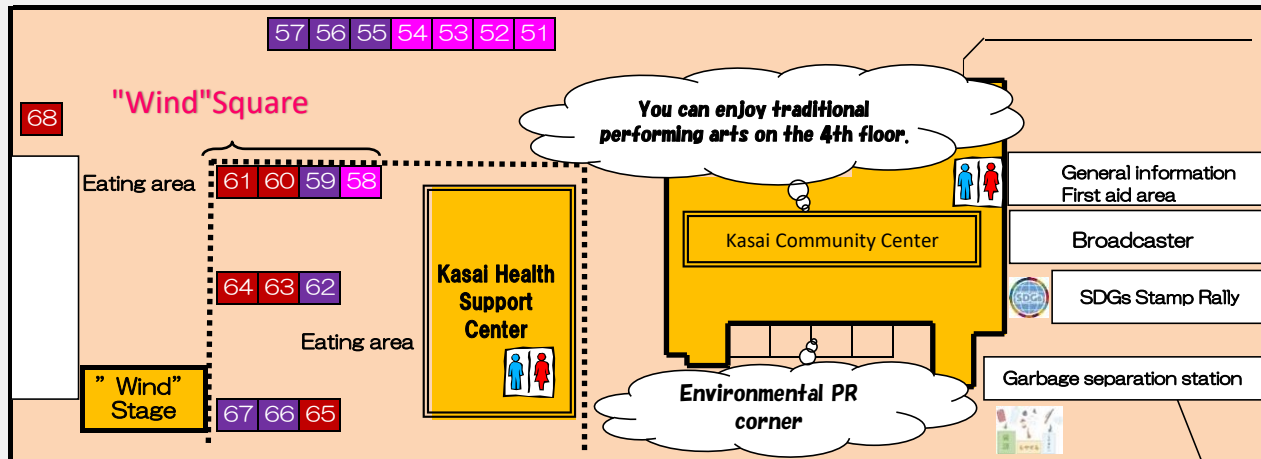 57 56 55 54 53 52 51
"Wind"Square
68
You can enjoy traditional
performing arts on the 4th floor.
Eating area
61 60 59 58
General information
First aid area
Kasai Community Center
Broadcaster
Kasai Health
Support
Center
64 63 62
SDGs
SDGs Stamp Rally
Eating area
” Wind”
Stage
67 66 65
Environmental PR
corner
Garbage separation station